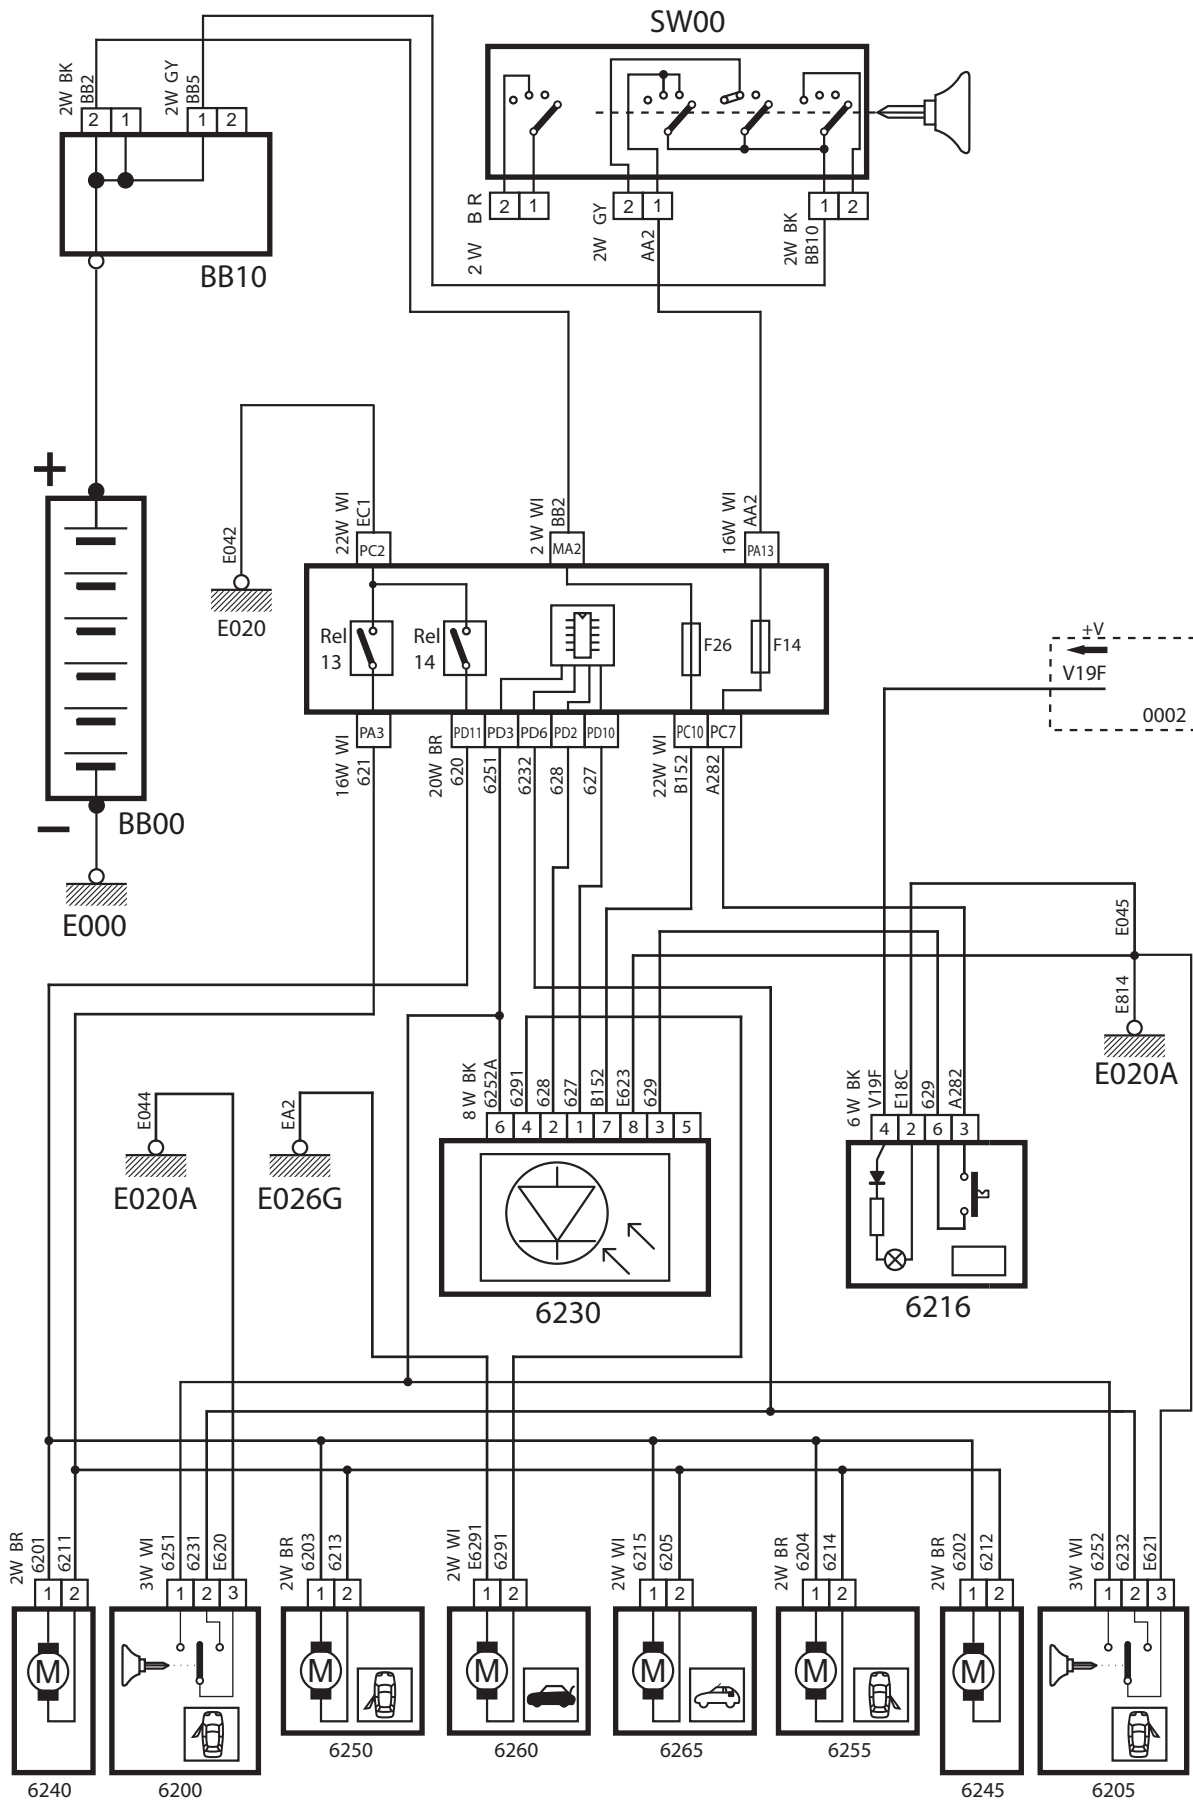 SW00
2W BK
BB2
2W GY
BB5
2 1
1 2
BB10
2 1
2 1
1 2
2 W B R
2W GY
AA2
2W BK
BB10
+
E042
E020
22W WI
EC1
2 W WI
BB2
16W WI
AA2
PC2
MA2
PA13
Rel
13
Rel
14
F26
F14
+V
V19F
0002
PA3
PD11
PD3
PD6
PD2
PD10
PC10
PC7
16W WI
621
20W BR
620
6251
6232
628
627
22W WI
B152
A282
−
BB00
E000
E045
E814
E020A
E044
E020A
EA2
E026G
8 W BK
6252A
6291
628
627
B152
E623
629
6 4 2 1 7 8 3 5
6230
6 W BK
V19F
E18C
629
A282
4 2 6 3
6216
2W BR
6201
6211
3W WI
6251
6231
E620
2W BR
6203
6213
2W WI
E6291
6291
2W WI
6215
6205
2W BR
6204
6214
2W BR
6202
6212
3W WI
6252
6232
E621
1 2
1 2 3
1 2
1 2
1 2
1 2
1 2
1 2 3
M
M
M
M
M
M
6250
6260
6265
6255
6240
6200
6245
6205